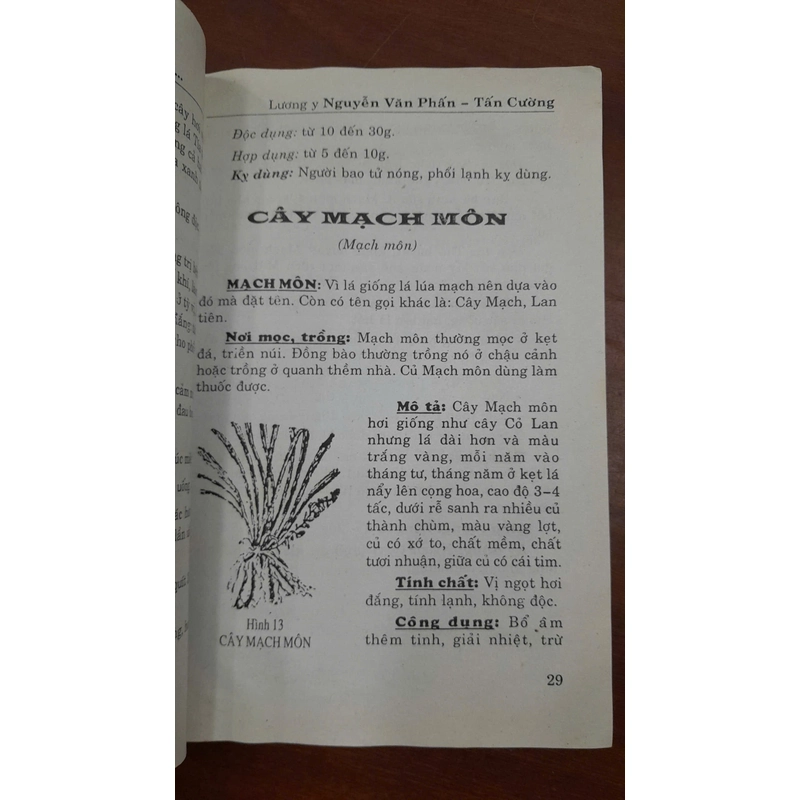 Lương y Nguyễn Văn Phấn – Tấn Cường
Độc dụng: từ 10 đến 30g.
Hợp dụng: từ 5 đến 10g.
Kỵ dùng: Người bao tử nóng, phổi lạnh kỵ dùng.
CÂY MẠCH MÔN
(Mạch môn)
MẠCH MÔN: Vì lá giống lá lúa mạch nên dựa vào
đó mà đặt tên. Còn có tên gọi khác là: Cây Mạch, Lan
tiên.
Nơi mọc, trồng: Mạch môn thường mọc ở kẹt
đá, triền núi. Đồng bào thường trồng nó ở chậu cảnh
hoặc trồng ở quanh thềm nhà. Củ Mạch môn dùng làm
thuốc được.
Mô tả: Cây Mạch môn
hơi giống như cây Cỏ Lan
nhưng lá dài hơn và màu
trắng vàng, mỗi năm vào
tháng tư, tháng năm ở kẹt lá
nẩy lên cọng hoa, cao độ 3–4
tấc, dưới rễ sanh ra nhiều củ
thành chùm, màu vàng lợt,
củ có xớ to, chất mềm, chất
tươi nhuận, giữa củ có cái tim.
Tính chất: Vị ngọt hơi
đắng, tính lạnh, không độc.
Công dụng: Bổ âm
thêm tinh, giải nhiệt, trừ
Hình 13
CÂY MẠCH MÔN
29